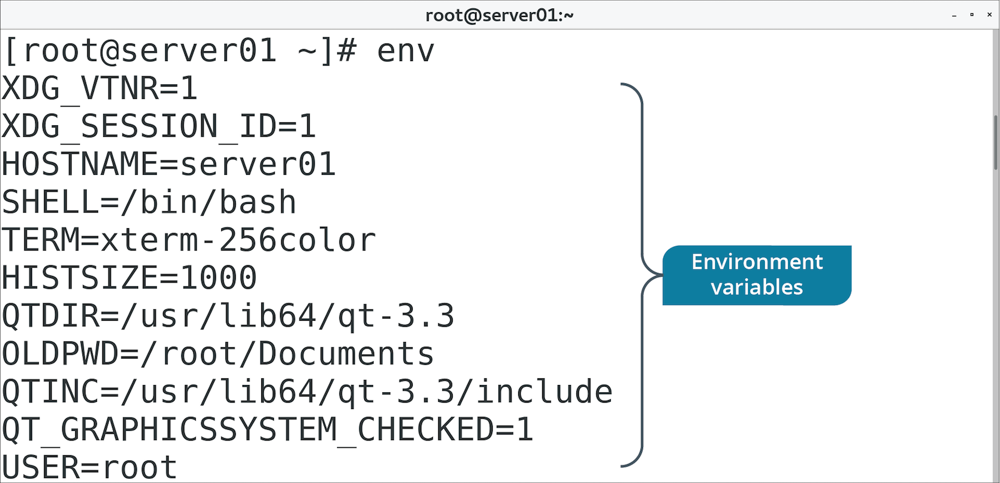 root@server01:~
[root@server01 ~]# env
XDG_VTNR=1
XDG_SESSION_ID=1
HOSTNAME=server01
SHELL=/bin/bash
TERM=xterm-256color
HISTSIZE=1000
QTDIR=/usr/lib64/qt-3.3
OLDPWD=/root/Documents
QTINC=/usr/lib64/qt-3.3/include
QT_GRAPHICSSYSTEM_CHECKED=1
USER=root
Environment
variables